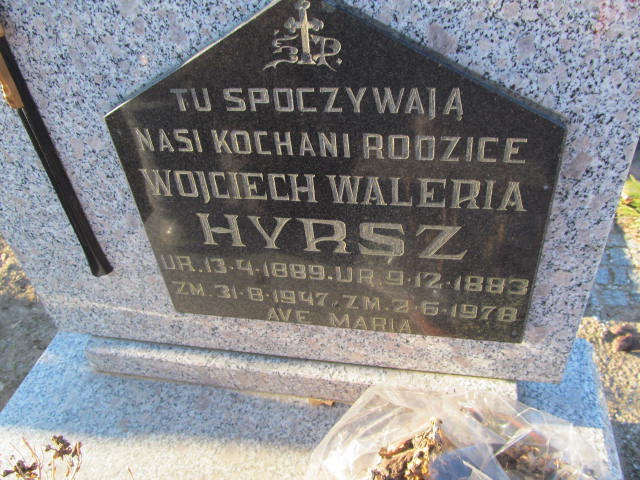 Ś P.
TU SPOCZYWAJĄ
NASI KOCHANI RODZICE
WOJCIECH WALERIA
HYRSZ
UR. 13-4-1889. UR. 9-12-1883
ZM. 31-8-1947. ZM. 2-6-1978
AVE MARIA